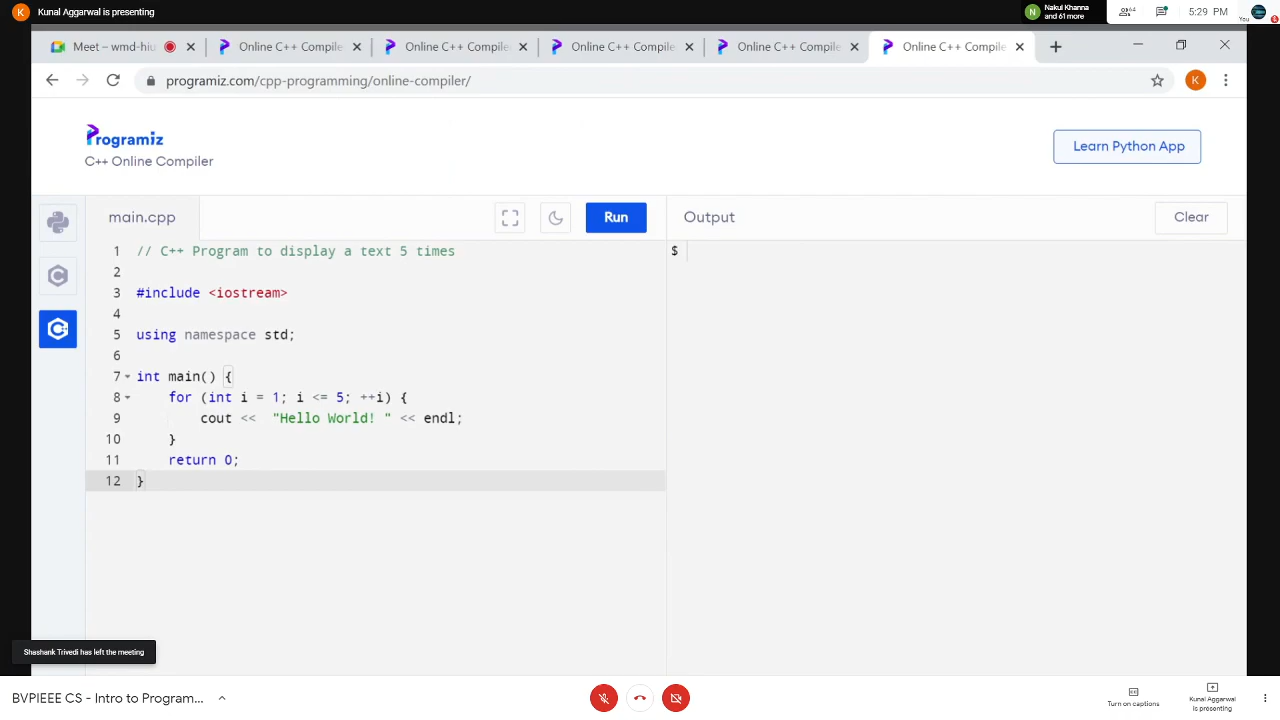 K Kunal Aggarwal is presenting
N Nakul Khanna and 61 more
64
5:29 PM
You
Meet – wmd-hiu
Online C++ Compile
Online C++ Compile
Online C++ Compile
Online C++ Compile
Online C++ Compile
programiz.com/cpp-programming/online-compiler/
K
Programiz
C++ Online Compiler
Learn Python App
main.cpp
Run
Output
Clear
1 // C++ Program to display a text 5 times
2
3 #include <iostream>
4
5 using namespace std;
6
7 int main() {
8 for (int i = 1; i <= 5; ++i) {
9 cout <<  "Hello World! " << endl;
10 }
11 return 0;
12 }
$
Shashank Trivedi has left the meeting
BVPIEEE CS - Intro to Program...
Turn on captions
Kunal Aggarwal
is presenting